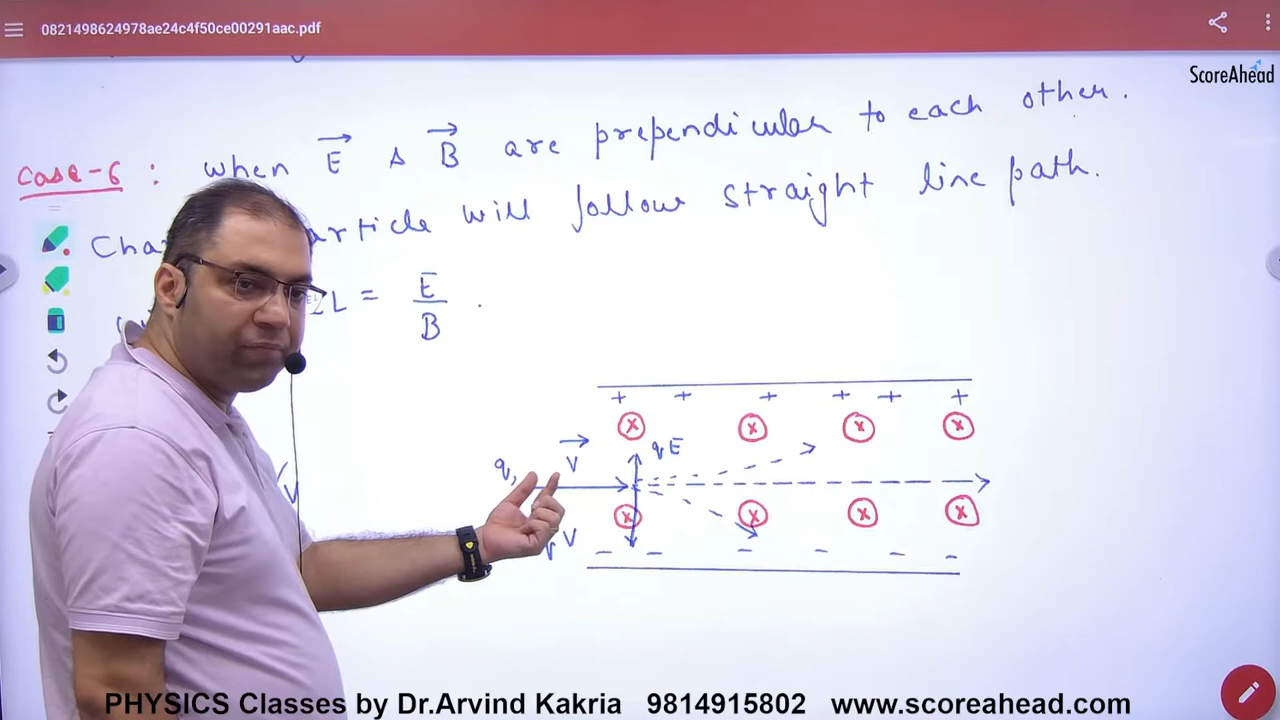 0821498624978ae24c4f50ce00291aac.pdf
ScoreAhead
Case-6 : when E & B are prependicular to each other.
article will follow straight line path.
L = E
B
+ + + + + +
x x x x
q, v qE
x x x x
v
- - - - - -
PHYSICS Classes by Dr.Arvind Kakria 9814915802 www.scoreahead.com